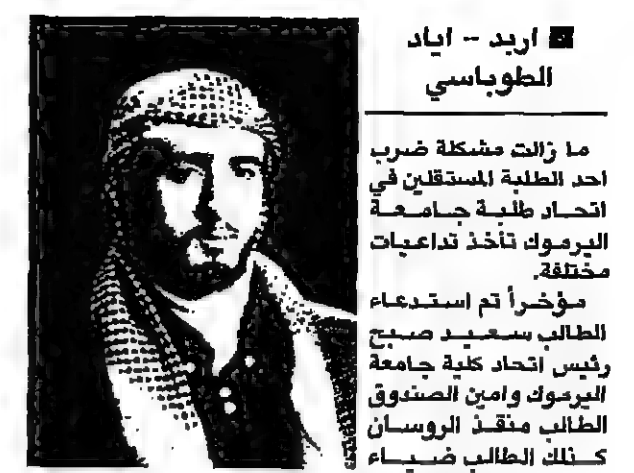 اربد -- اياد
الطوباسي
ما زالت مشكلة ضرب
احد الطلبة المستقلين في
اتحاد طلبة جامعة
اليرموك تأخذ تداعيات
مختلفة.
مؤخراً تم استدعاء
الطالب سعيد صبح
رئيس اتحاد كلية جامعة
اليرموك وامين الصندوق
الطالب منقذ الروسان
كذلك الطالب ضياء